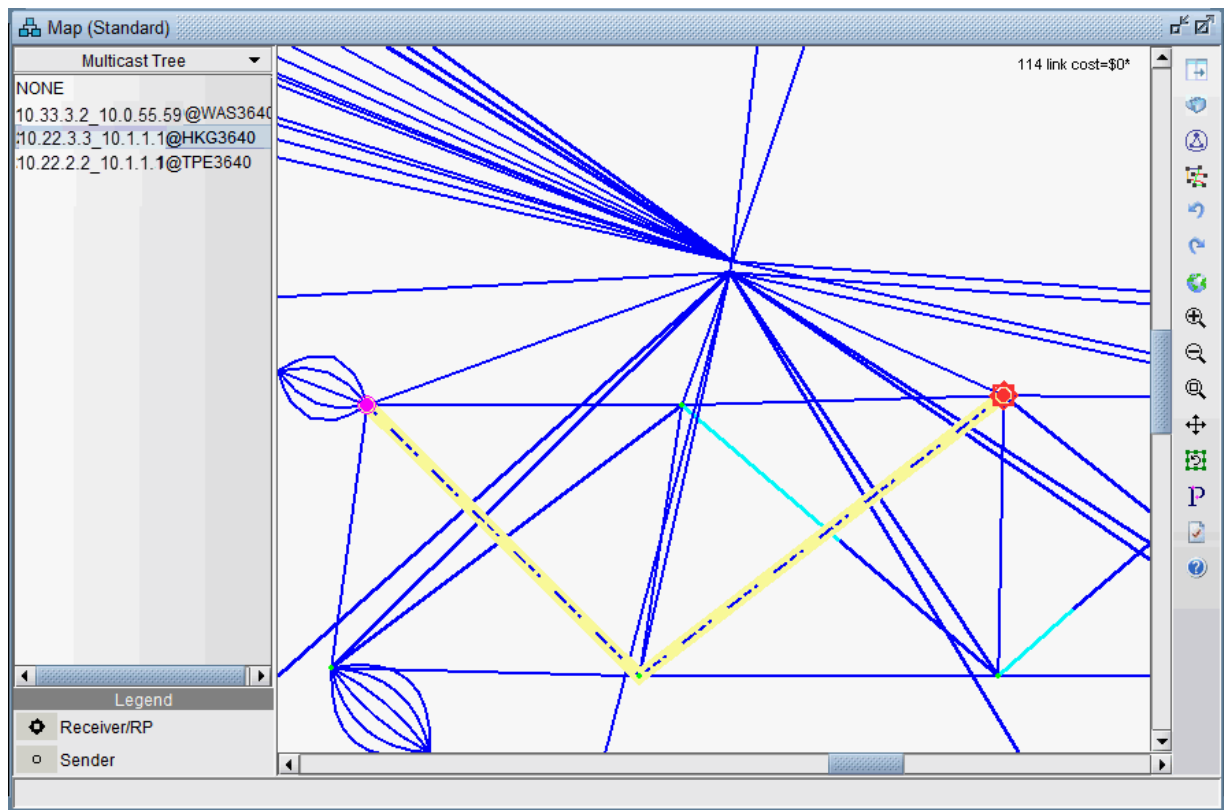 Map (Standard)
Multicast Tree
114 link cost=$0*
NONE
10.33.3.2_10.0.55.59@WAS3640
10.22.3.3_10.1.1.1@HKG3640
10.22.2.2_10.1.1.1@TPE3640
P
Legend
Receiver/RP
Sender